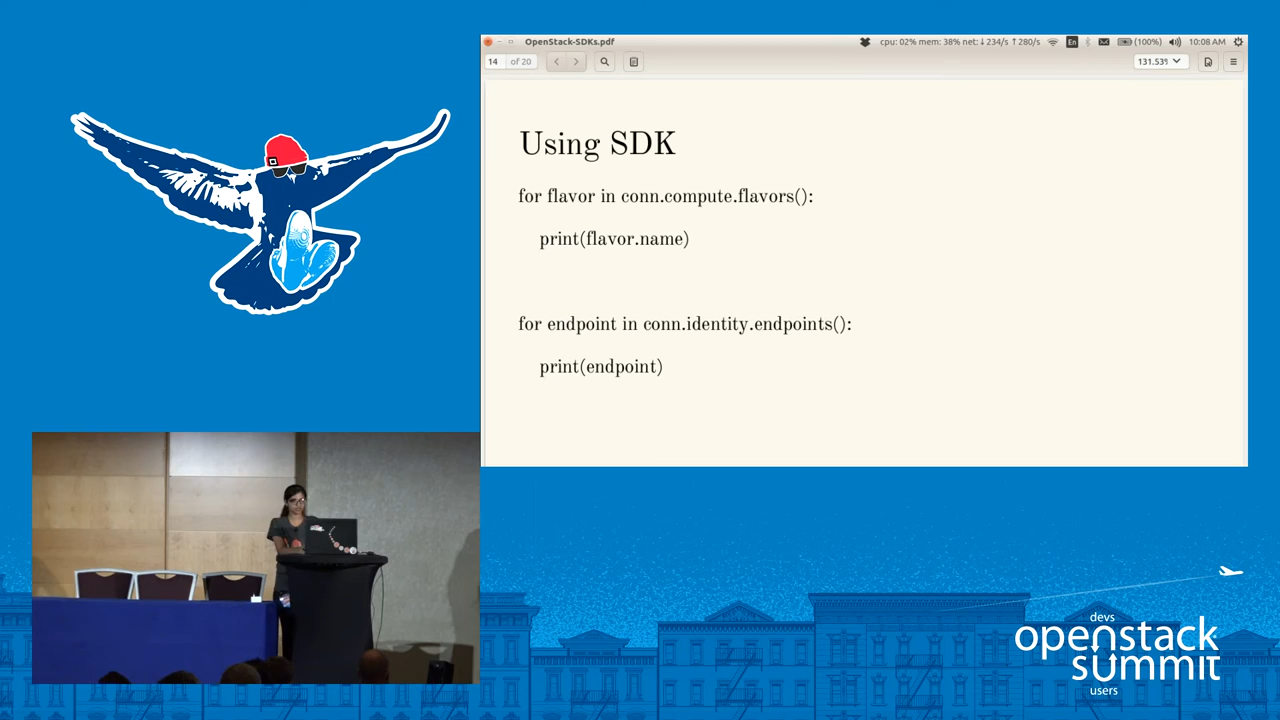 OpenStack-SDKs.pdf
cpu: 02% mem: 38% net:↓234/s ↑280/s
En
(100%)
10:08 AM
14 of 20
131.53%
Using SDK
for flavor in conn.compute.flavors():
print(flavor.name)
for endpoint in conn.identity.endpoints():
print(endpoint)
devs
openstack
summit
users